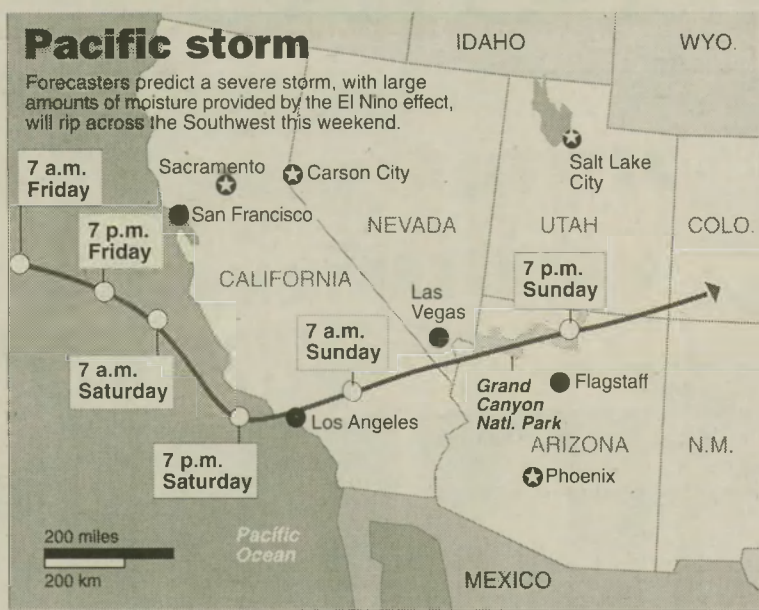 Pacific storm
Forecasters predict a severe storm, with large
amounts of moisture provided by the El Nino effect,
will rip across the Southwest this weekend.
IDAHO
WYO.
7 a.m.
Friday
Sacramento
Carson City
Salt Lake
City
San Francisco
7 p.m.
Friday
NEVADA
UTAH
COLO.
CALIFORNIA
Las
Vegas
7 p.m.
Sunday
7 a.m.
Sunday
7 a.m.
Saturday
Grand
Canyon
Natl. Park
Flagstaff
Los Angeles
ARIZONA
N.M.
7 p.m.
Saturday
Phoenix
200 miles
200 km
Pacific
Ocean
MEXICO